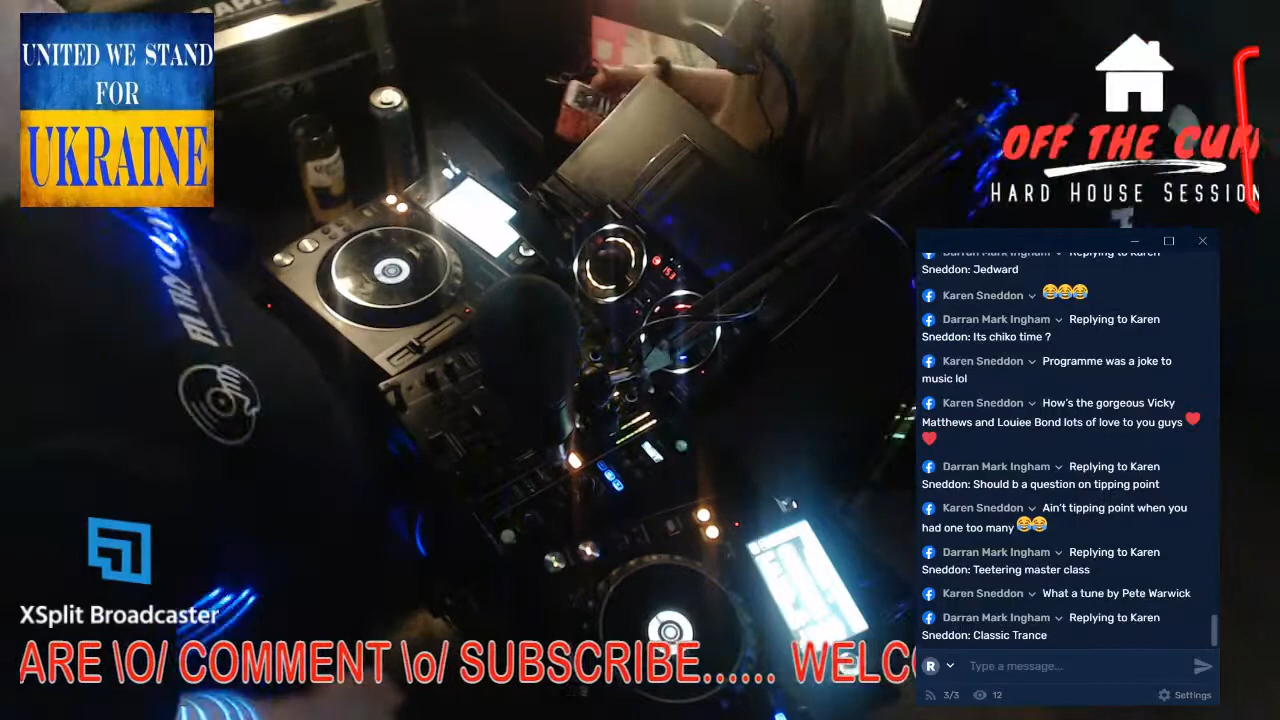 UNITED WE STAND
FOR
UKRAINE
OFF THE CUFF
HARD HOUSE SESSION
Darran Mark Ingham Replying to Karen
Sneddon: Jedward
Karen Sneddon 😂😂😂
Darran Mark Ingham Replying to Karen
Sneddon: Its chiko time ?
Karen Sneddon Programme was a joke to
music lol
Karen Sneddon How's the gorgeous Vicky
Matthews and Louiee Bond lots of love to you guys ❤️
❤️
Darran Mark Ingham Replying to Karen
Sneddon: Should b a question on tipping point
Karen Sneddon Ain't tipping point when you
had one too many 😂😂
Darran Mark Ingham Replying to Karen
Sneddon: Teetering master class
Karen Sneddon What a tune by Pete Warwick
Darran Mark Ingham Replying to Karen
Sneddon: Classic Trance
R Type a message...
3/3 12 Settings
XSplit Broadcaster
ARE \O/ COMMENT \o/ SUBSCRIBE...... WELCO